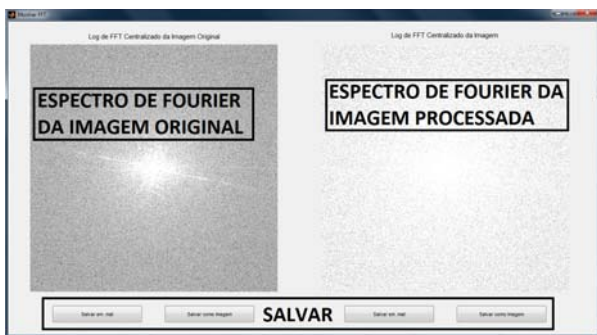 Mostrar FFT
Log de FFT Centralizado da Imagem Original
Log de FFT Centralizado da Imagem
ESPECTRO DE FOURIER
DA IMAGEM ORIGINAL
ESPECTRO DE FOURIER DA
IMAGEM PROCESSADA
Salvar em .mat
Salvar como Imagem
SALVAR
Salvar em .mat
Salvar como Imagem